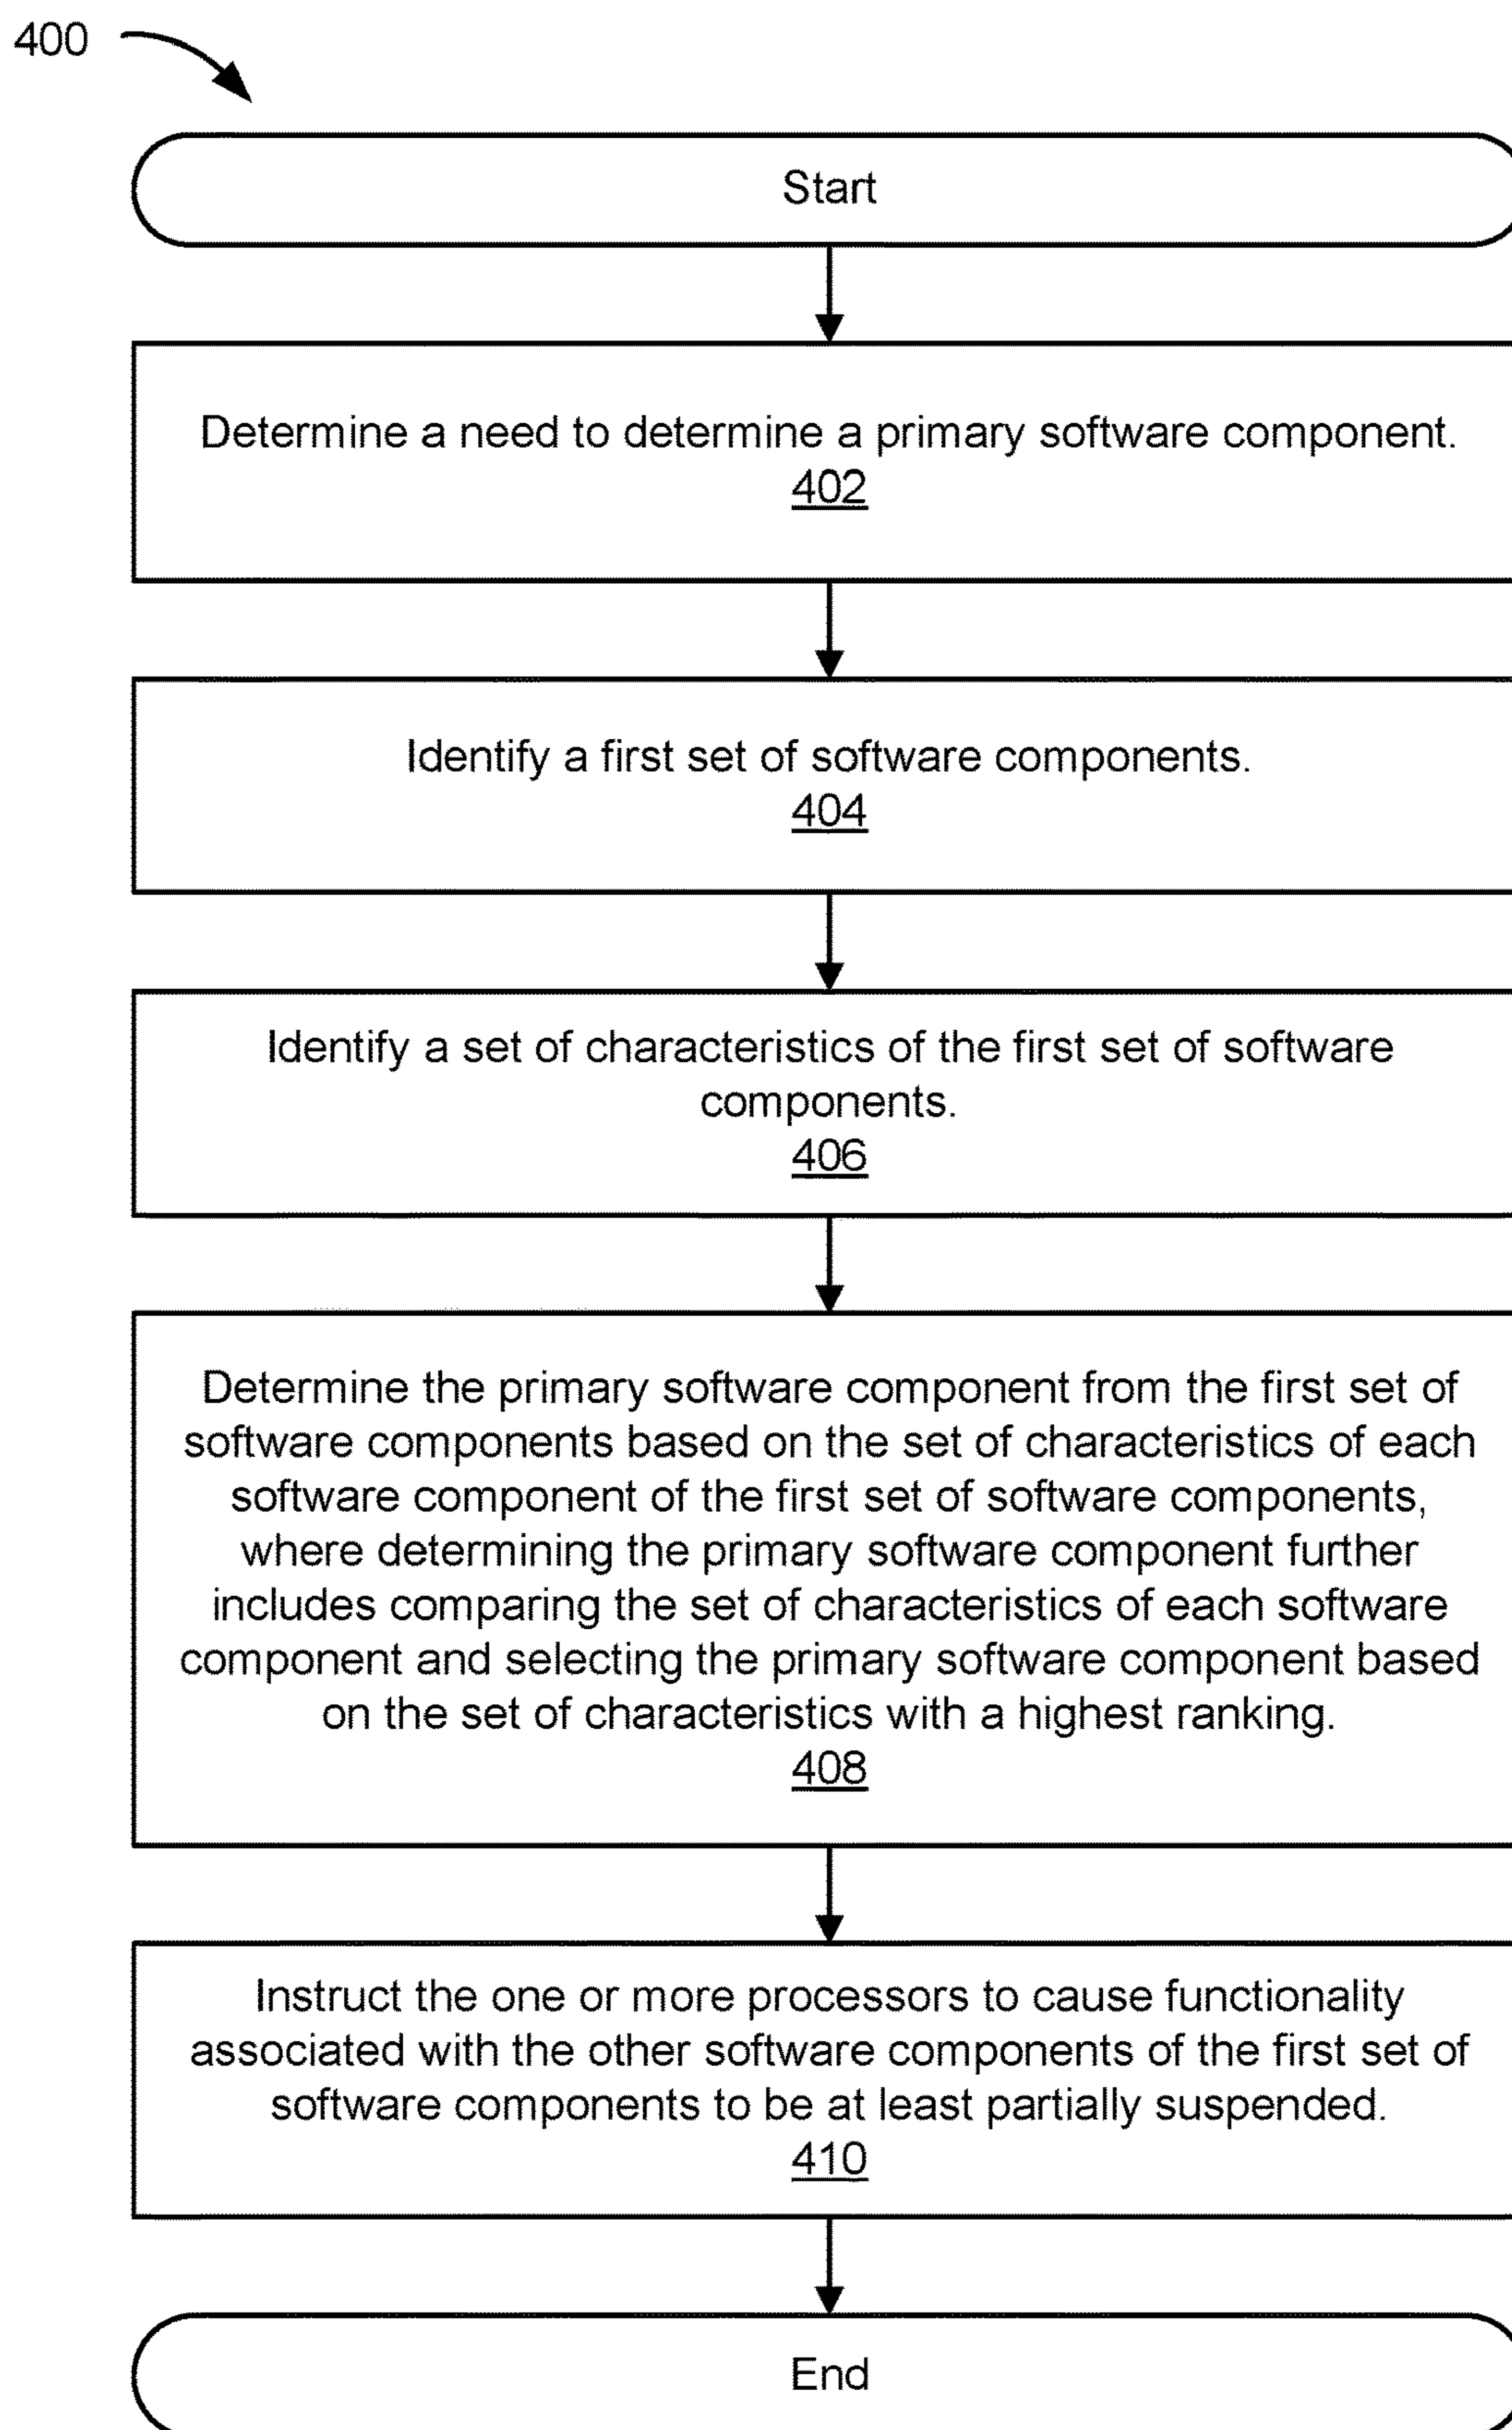 400
Start
Determine a need to determine a primary software component.
402
Identify a first set of software components.
404
Identify a set of characteristics of the first set of software
components.
406
Determine the primary software component from the first set of
software components based on the set of characteristics of each
software component of the first set of software components,
where determining the primary software component further
includes comparing the set of characteristics of each software
component and selecting the primary software component based
on the set of characteristics with a highest ranking.
408
Instruct the one or more processors to cause functionality
associated with the other software components of the first set of
software components to be at least partially suspended.
410
End